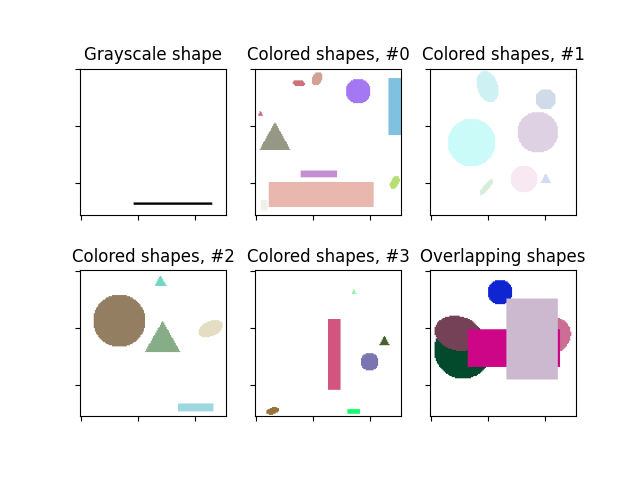 Grayscale shape
Colored shapes, #0
Colored shapes, #1
Colored shapes, #2
Colored shapes, #3
Overlapping shapes